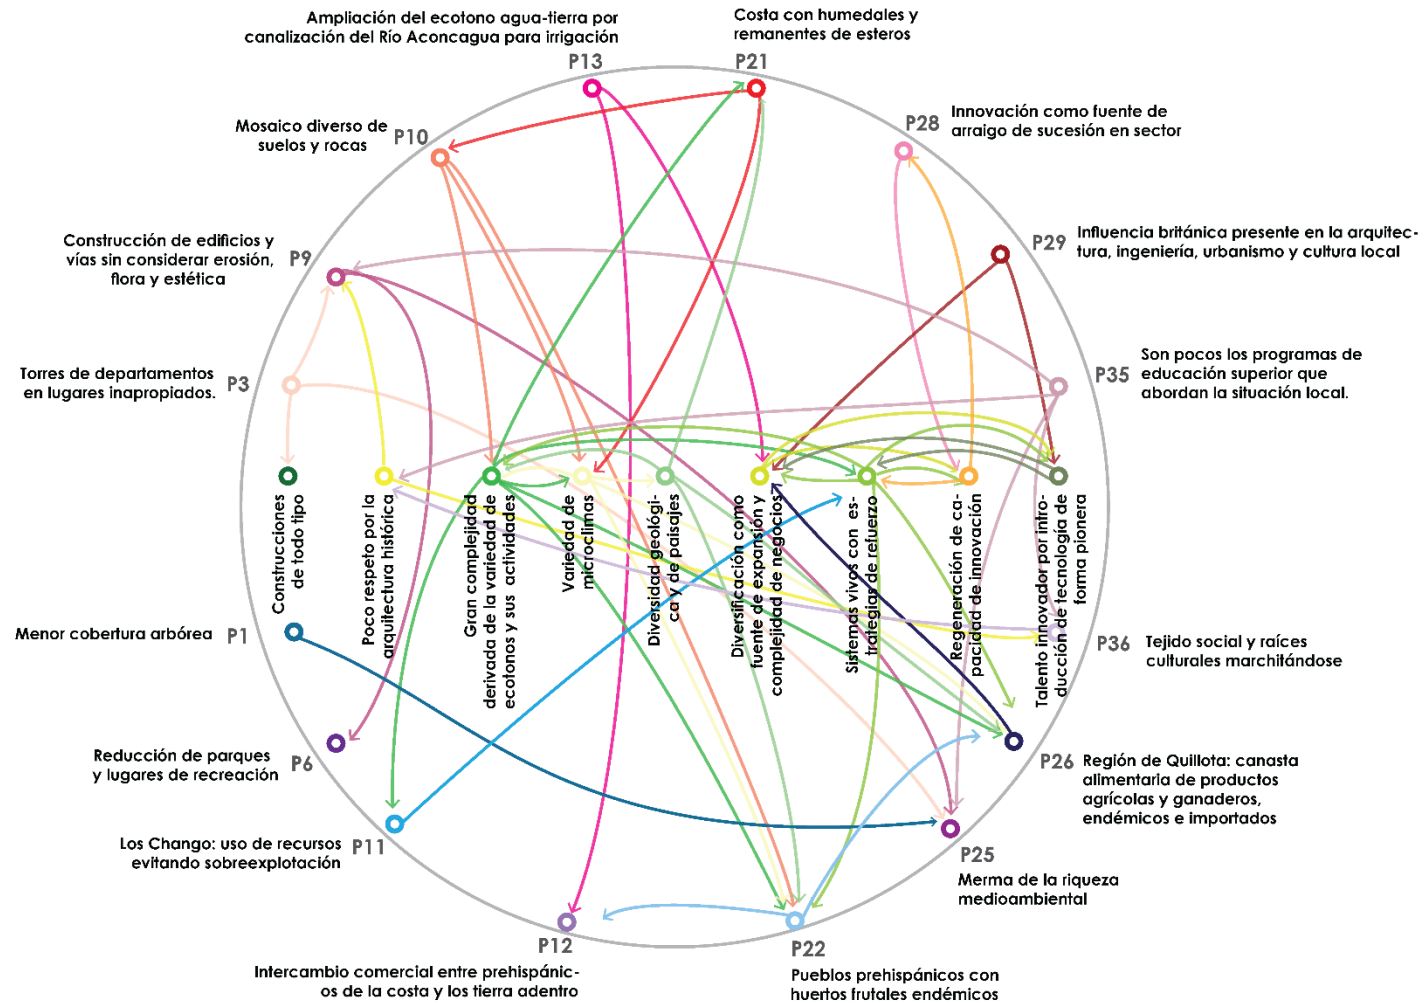 Ampliación del ecotono agua-tierra por
canalización del Río Aconcagua para irrigación
P13
Costa con humedales y
remanentes de esteros
P21
Mosaico diverso de
suelos y rocas
P10
P28
Innovación como fuente de
arraigo de sucesión en sector
Construcción de edificios y
vías sin considerar erosión,
flora y estética
P9
P29
Influencia británica presente en la arquitec-
tura, ingeniería, urbanismo y cultura local
Torres de departamentos
en lugares inapropiados.
P3
P35
Son pocos los programas de
educación superior que
abordan la situación local.
Construcciones
de todo tipo
Poco respeto por la
arquitectura histórica
Gran complejidad
derivada de la variedad de
ecotonos y sus actividades
Variedad de
microclimas
Diversidad geológi-
ca y de paisajes
Diversificación como
fuente de expansión y
complejidad de negocios
Sistemas vivos con es-
trategias de refuerzo
Regeneración de ca-
pacidad de innovación
Talento innovador por intro-
ducción de tecnología de
forma pionera
Menor cobertura arbórea
P1
P36
Tejido social y raíces
culturales marchitándose
Reducción de parques
y lugares de recreación
P6
P26
Región de Quillota: canasta
alimentaria de productos
agrícolas y ganaderos,
endémicos e importados
Los Chango: uso de recursos
evitando sobreexplotación
P11
P25
Merma de la riqueza
medioambiental
P12
Intercambio comercial entre prehispánic-
os de la costa y los tierra adentro
P22
Pueblos prehispánicos con
huertos frutales endémicos